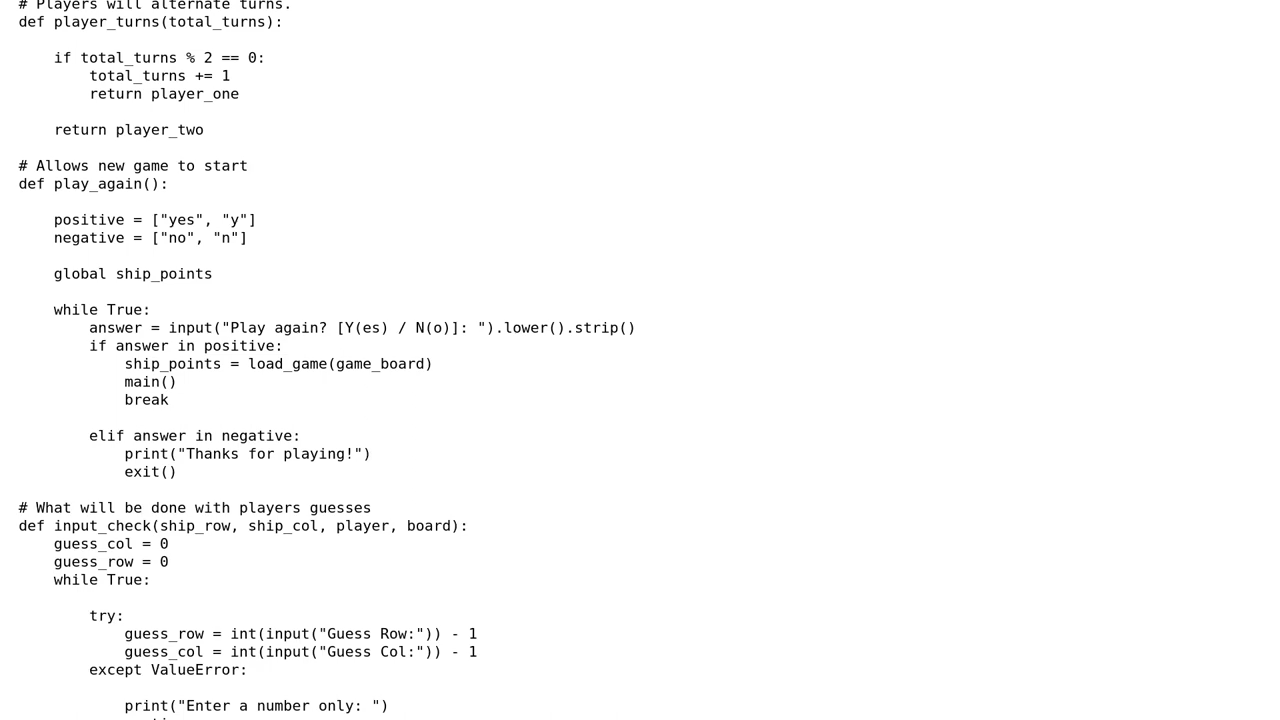 # Players will alternate turns.
def player_turns(total_turns):

    if total_turns % 2 == 0:
        total_turns += 1
        return player_one

    return player_two

# Allows new game to start
def play_again():

    positive = ["yes", "y"]
    negative = ["no", "n"]

    global ship_points

    while True:
        answer = input("Play again? [Y(es) / N(o)]: ").lower().strip()
        if answer in positive:
            ship_points = load_game(game_board)
            main()
            break

        elif answer in negative:
            print("Thanks for playing!")
            exit()

# What will be done with players guesses
def input_check(ship_row, ship_col, player, board):
    guess_col = 0
    guess_row = 0
    while True:

        try:
            guess_row = int(input("Guess Row:")) - 1
            guess_col = int(input("Guess Col:")) - 1
        except ValueError:

            print("Enter a number only: ")